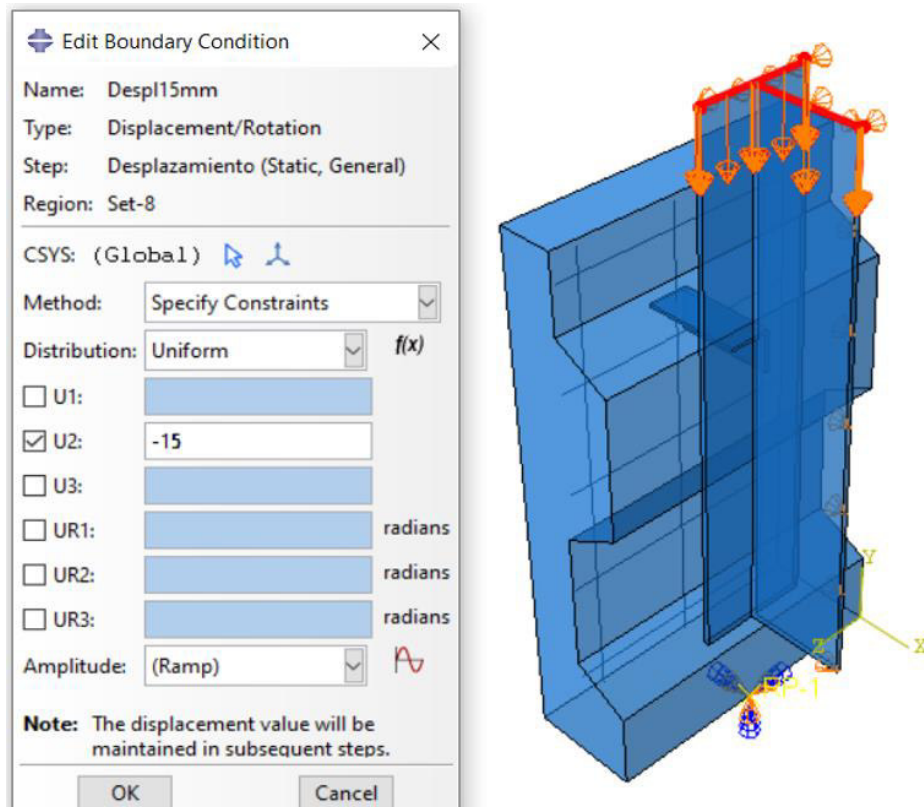 Edit Boundary Condition
Name: Despl15mm
Type: Displacement/Rotation
Step: Desplazamiento (Static, General)
Region: Set-8
CSYS: (Global)
Method: Specify Constraints
Distribution: Uniform f(x)
U1:
U2: -15
U3:
UR1: radians
UR2: radians
UR3: radians
Amplitude: (Ramp)
Note: The displacement value will be
maintained in subsequent steps.
OK Cancel
Y
Z
X
RP-1